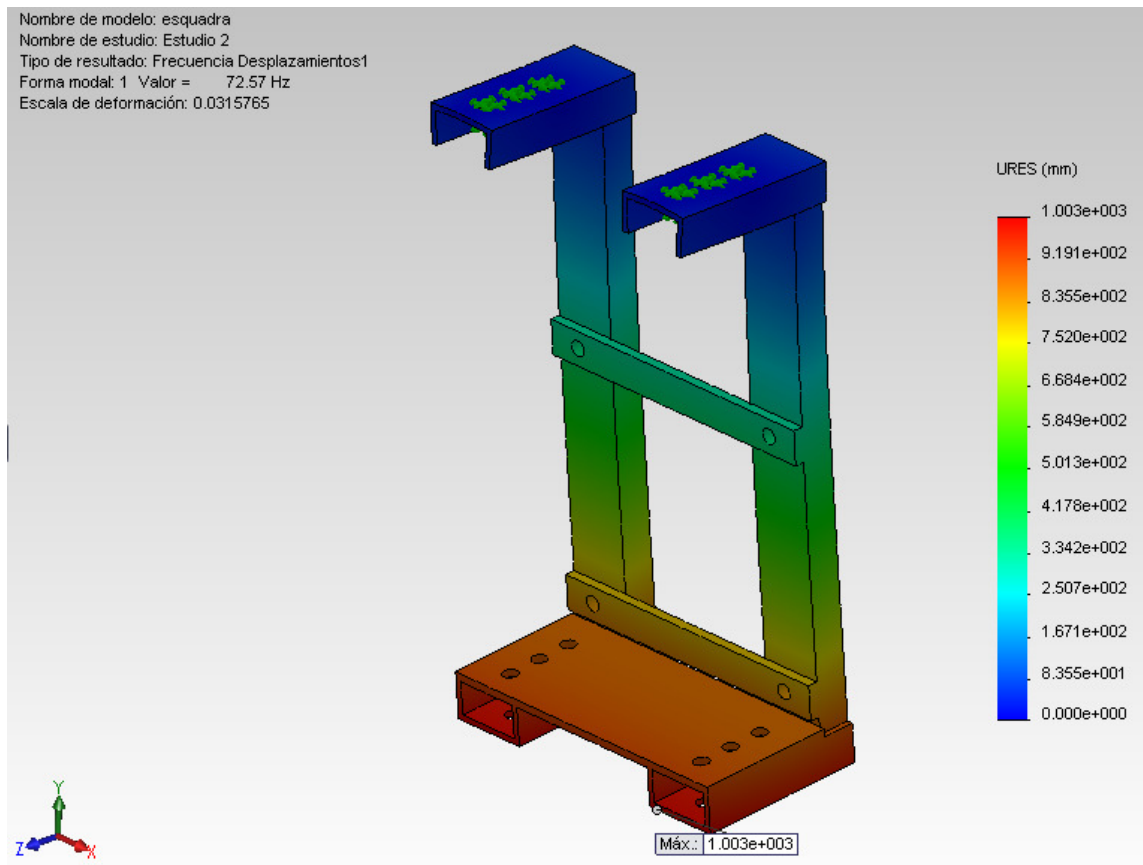 Nombre de modelo: esquadra
Nombre de estudio: Estudio 2
Tipo de resultado: Frecuencia Desplazamientos1
Forma modal: 1 Valor = 72.57 Hz
Escala de deformación: 0.0315765
URES (mm)
1.003e+003
9.191e+002
8.355e+002
7.520e+002
6.684e+002
5.849e+002
5.013e+002
4.178e+002
3.342e+002
2.507e+002
1.671e+002
8.355e+001
0.000e+000
Máx.: 1.003e+003
Y
Z
X